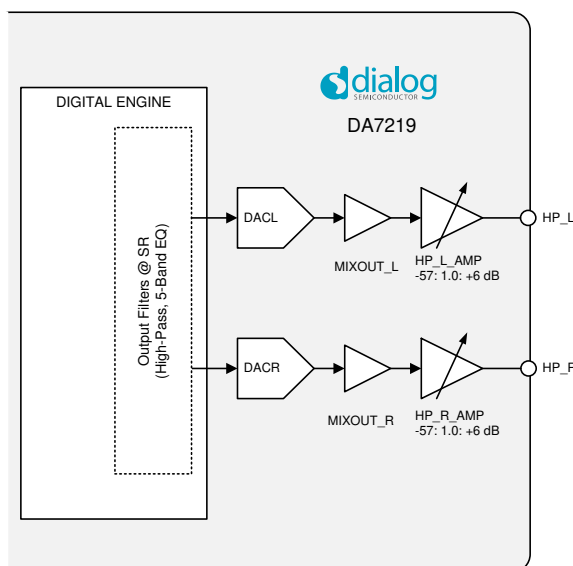 dialog
SEMICONDUCTOR
DA7219
DIGITAL ENGINE
Output Filters @ SR
(High-Pass, 5-Band EQ)
DACL
MIXOUT_L
HP_L_AMP
-57: 1.0: +6 dB
HP_L
DACR
MIXOUT_R
HP_R_AMP
-57: 1.0: +6 dB